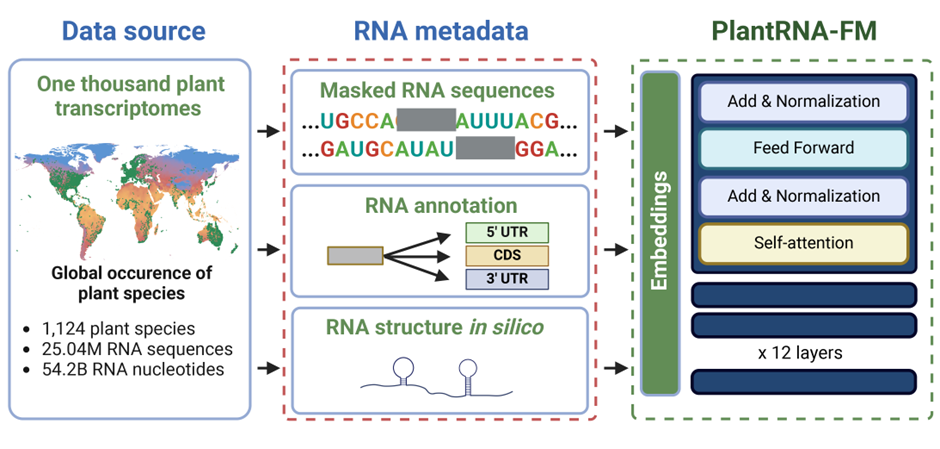 Data source
One thousand plant
transcriptomes
Global occurence of
plant species
• 1,124 plant species
• 25.04M RNA sequences
• 54.2B RNA nucleotides
RNA metadata
Masked RNA sequences
...UGCCA AUUUACG...
...GAUGCAUAU GGA...
RNA annotation
5' UTR
CDS
3' UTR
RNA structure in silico
PlantRNA-FM
Embeddings
Add & Normalization
Feed Forward
Add & Normalization
Self-attention
x 12 layers